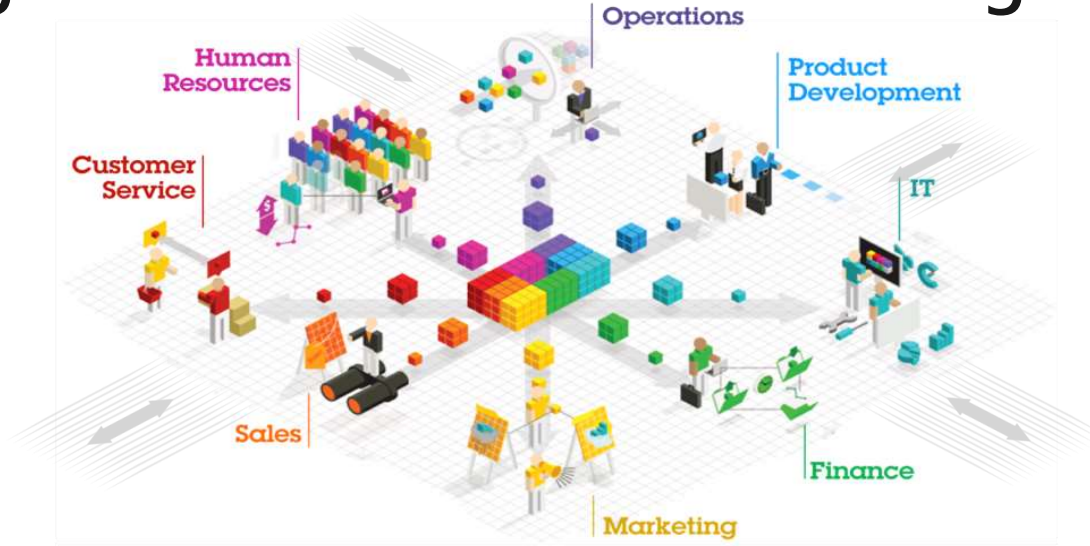 Operations
Human
Resources
Product
Development
Customer
Service
IT
$
Sales
Finance
Marketing